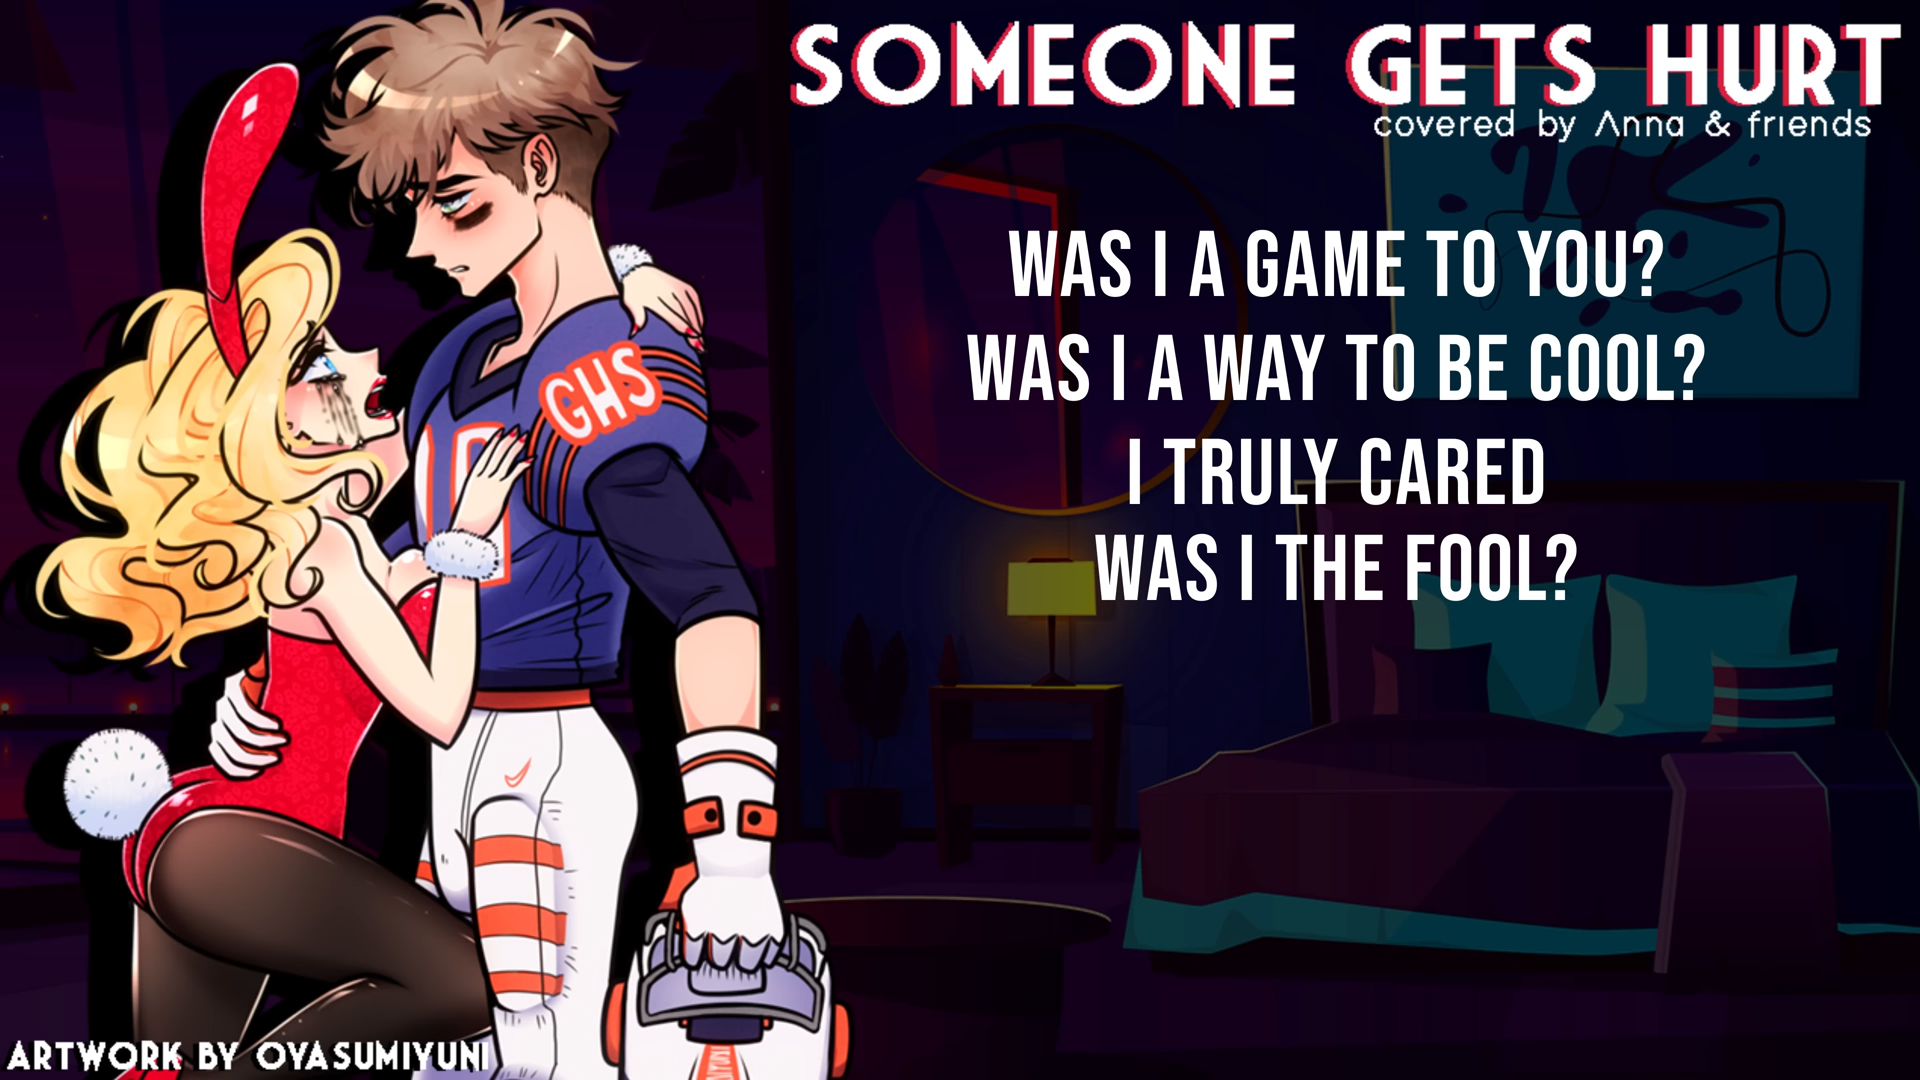 SOMEONE GETS HURT
covered by Anna & friends
WAS I A GAME TO YOU?
WAS I A WAY TO BE COOL?
I TRULY CARED
WAS I THE FOOL?
GHS
ARTWORK BY OYASUMIYUNI